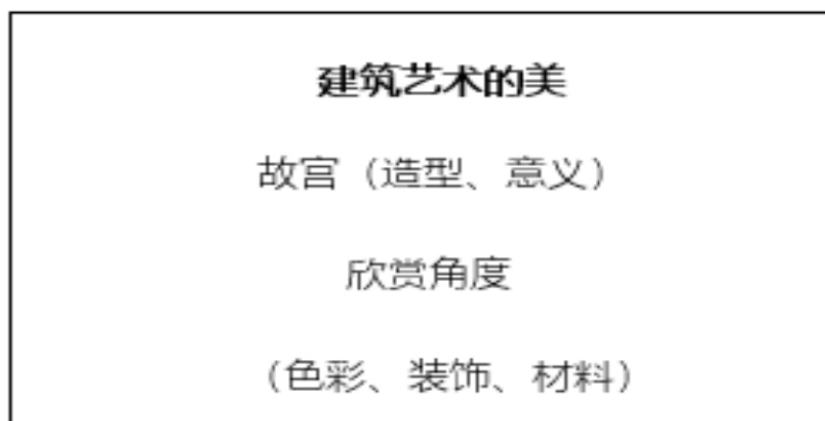 建筑艺术的美
故宫（造型、意义）
欣赏角度
（色彩、装饰、材料）